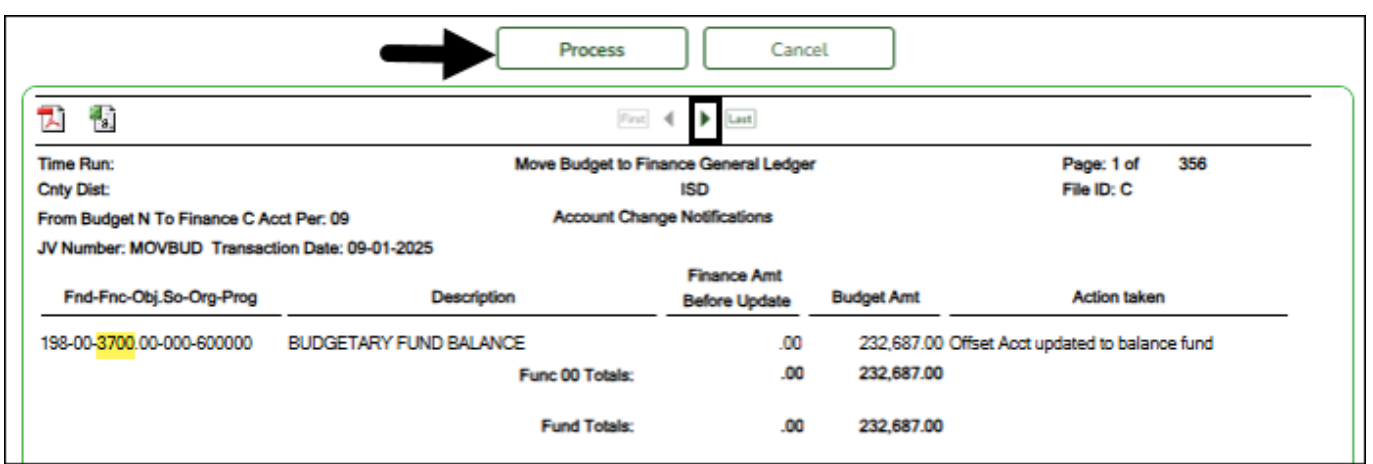 Process Cancel
First Last
Time Run: Move Budget to Finance General Ledger Page: 1 of 356
Cnty Dist: ISD File ID: C
From Budget N To Finance C Acct Per: 09 Account Change Notifications
JV Number: MOVBUD Transaction Date: 09-01-2025
Finance Amt
Fnd-Fnc-Obj.So-Org-Prog Description Before Update Budget Amt Action taken
198-00-3700.00-000-600000 BUDGETARY FUND BALANCE .00 232,687.00 Offset Acct updated to balance fund
Func 00 Totals: .00 232,687.00
Fund Totals: .00 232,687.00